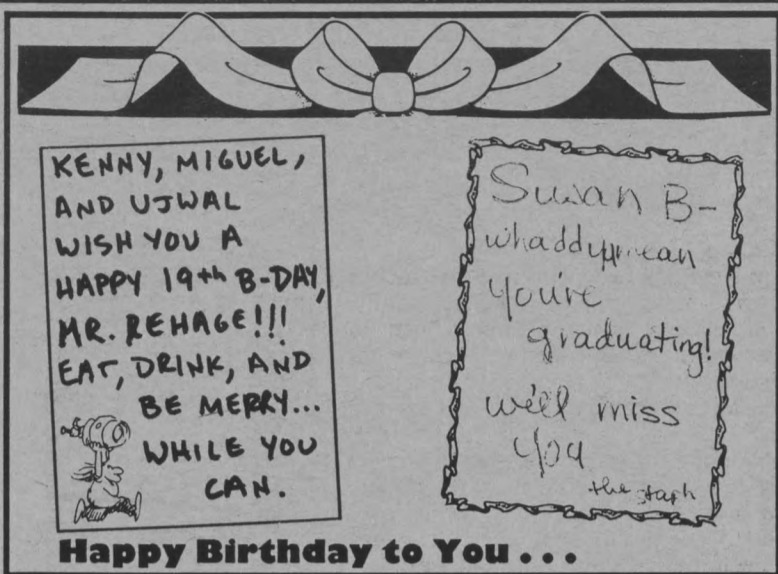 KENNY, MIGUEL,
AND UJWAL
WISH YOU A
HAPPY 19th B-DAY,
MR. REHAGE!!!
EAT, DRINK, AND
BE MERRY...
WHILE YOU
CAN.
Susan B-
whaddyamean
you're
graduating!
we'll miss
you
the staph
Happy Birthday to You...